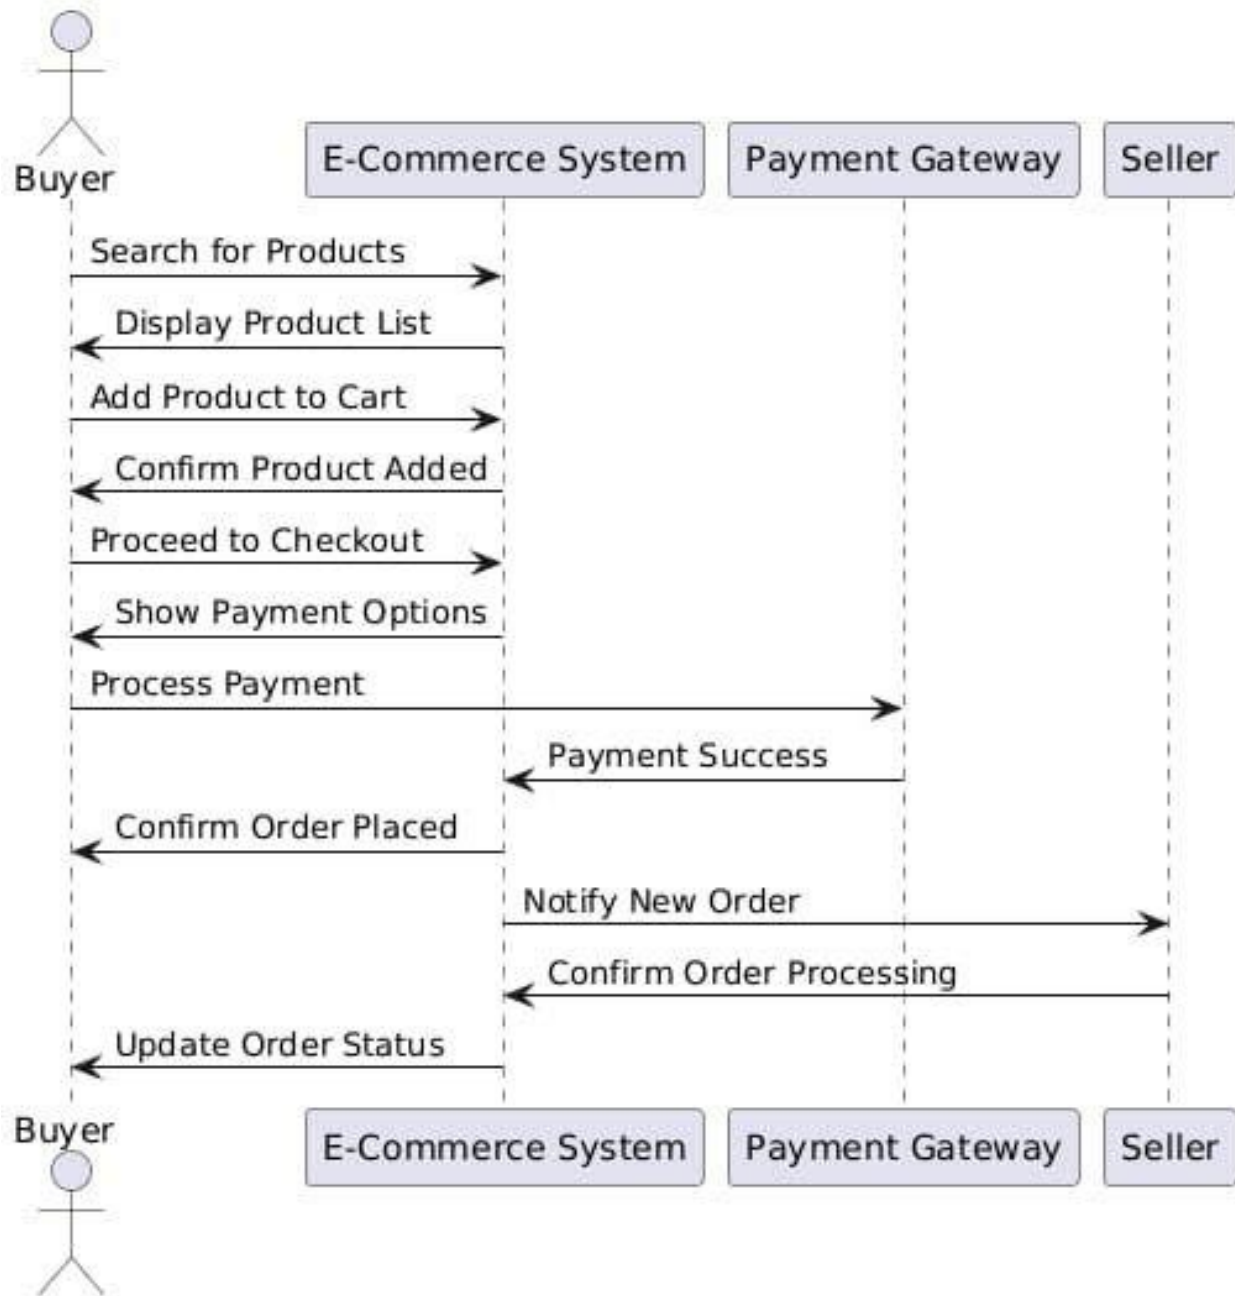 Buyer
E-Commerce System
Payment Gateway
Seller
Search for Products
Display Product List
Add Product to Cart
Confirm Product Added
Proceed to Checkout
Show Payment Options
Process Payment
Payment Success
Confirm Order Placed
Notify New Order
Confirm Order Processing
Update Order Status
Buyer
E-Commerce System
Payment Gateway
Seller